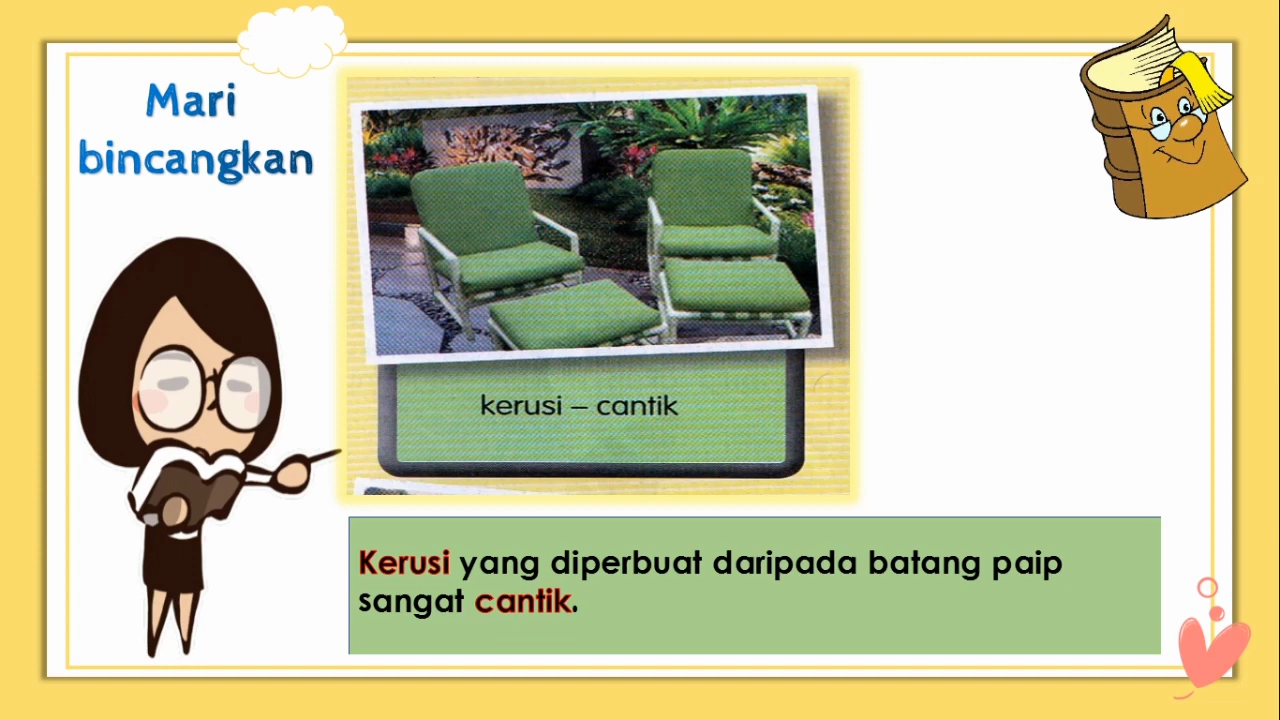 Mari
bincangkan
kerusi – cantik
Kerusi yang diperbuat daripada batang paip
sangat cantik.